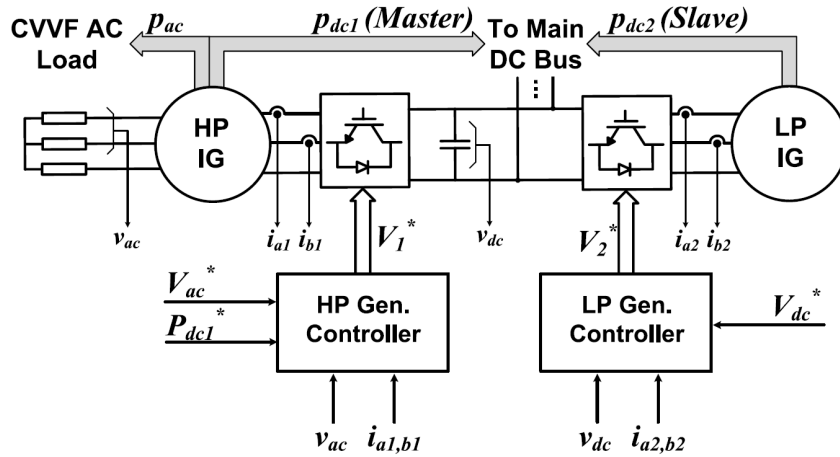 CVVF AC Load
p_ac
p_dc1 (Master)
To Main DC Bus
p_dc2 (Slave)
HP IG
LP IG
v_ac
i_a1
i_b1
V_1^*
v_dc
V_2^*
i_a2
i_b2
V_ac^*
P_dc1^*
HP Gen. Controller
LP Gen. Controller
V_dc^*
v_ac
i_a1,b1
v_dc
i_a2,b2